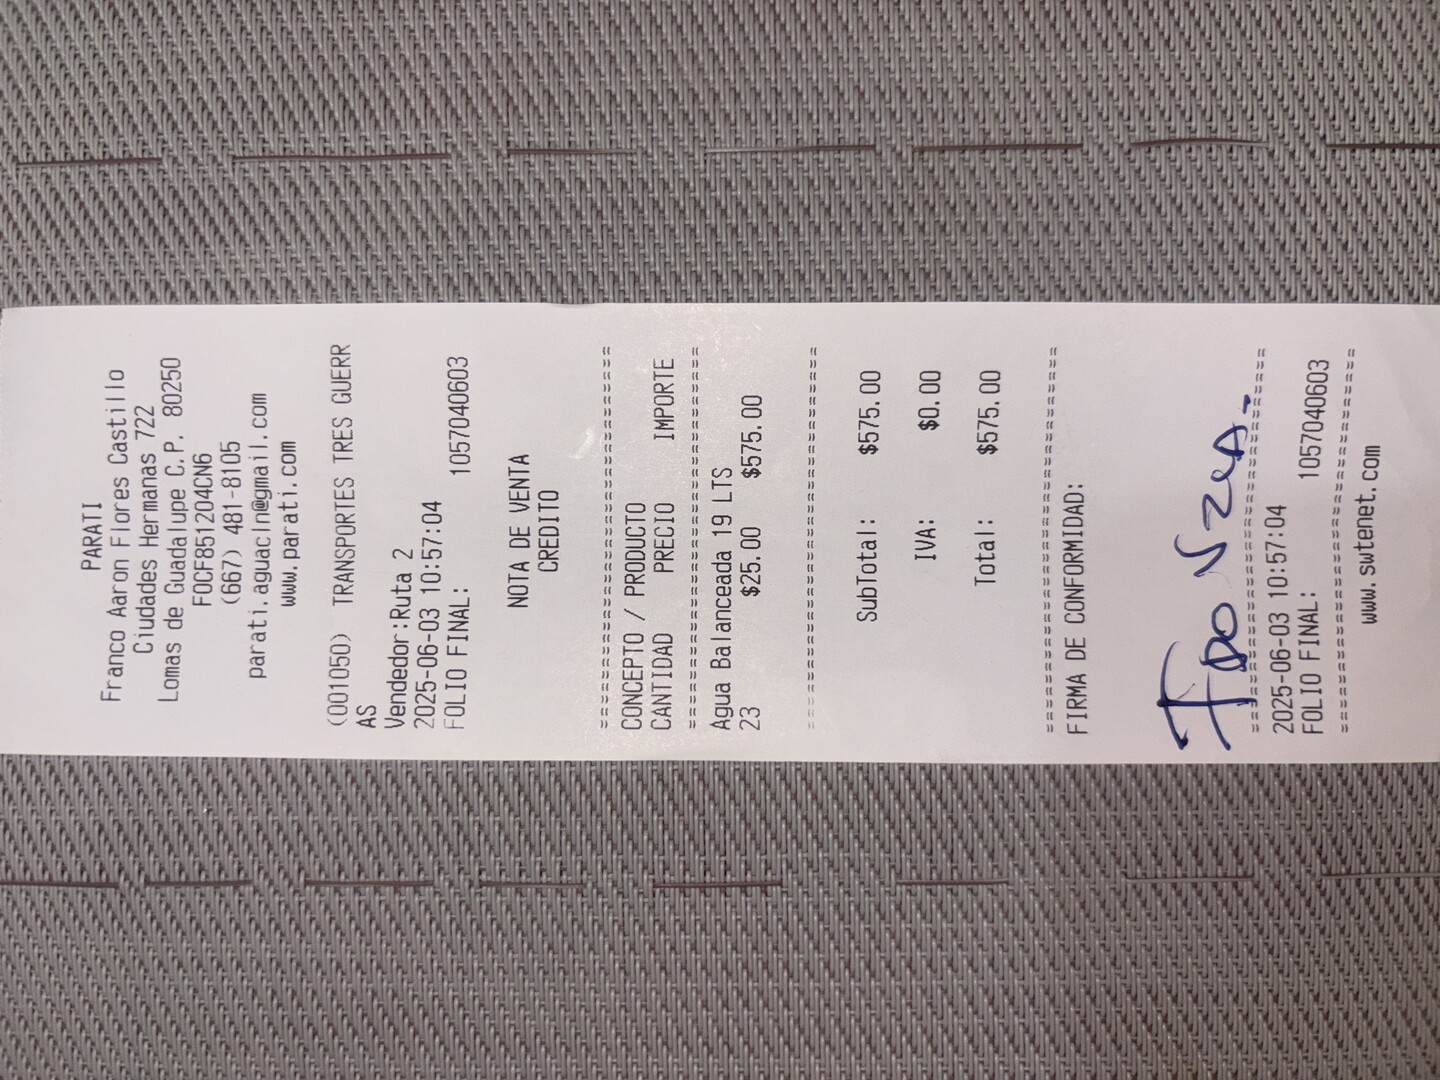 PARATI
Franco Aaron Flores Castillo
Ciudades Hermanas 722
Lomas de Guadalupe C.P. 80250
FOCF851204CN6
(667) 481-8105
parati.aguacln@gmail.com
www.parati.com
(001050) TRANSPORTES TRES GUERR
AS
Vendedor:Ruta 2
2025-06-03 10:57:04
FOLIO FINAL: 1057040603
NOTA DE VENTA
CREDITO
================================
CONCEPTO / PRODUCTO
CANTIDAD PRECIO IMPORTE
================================
Agua Balanceada 19 LTS
23 $25.00 $575.00
================================
SubTotal: $575.00
IVA: $0.00
Total: $575.00
================================
FIRMA DE CONFORMIDAD:
================================
2025-06-03 10:57:04
FOLIO FINAL: 1057040603
================================
www.swtenet.com